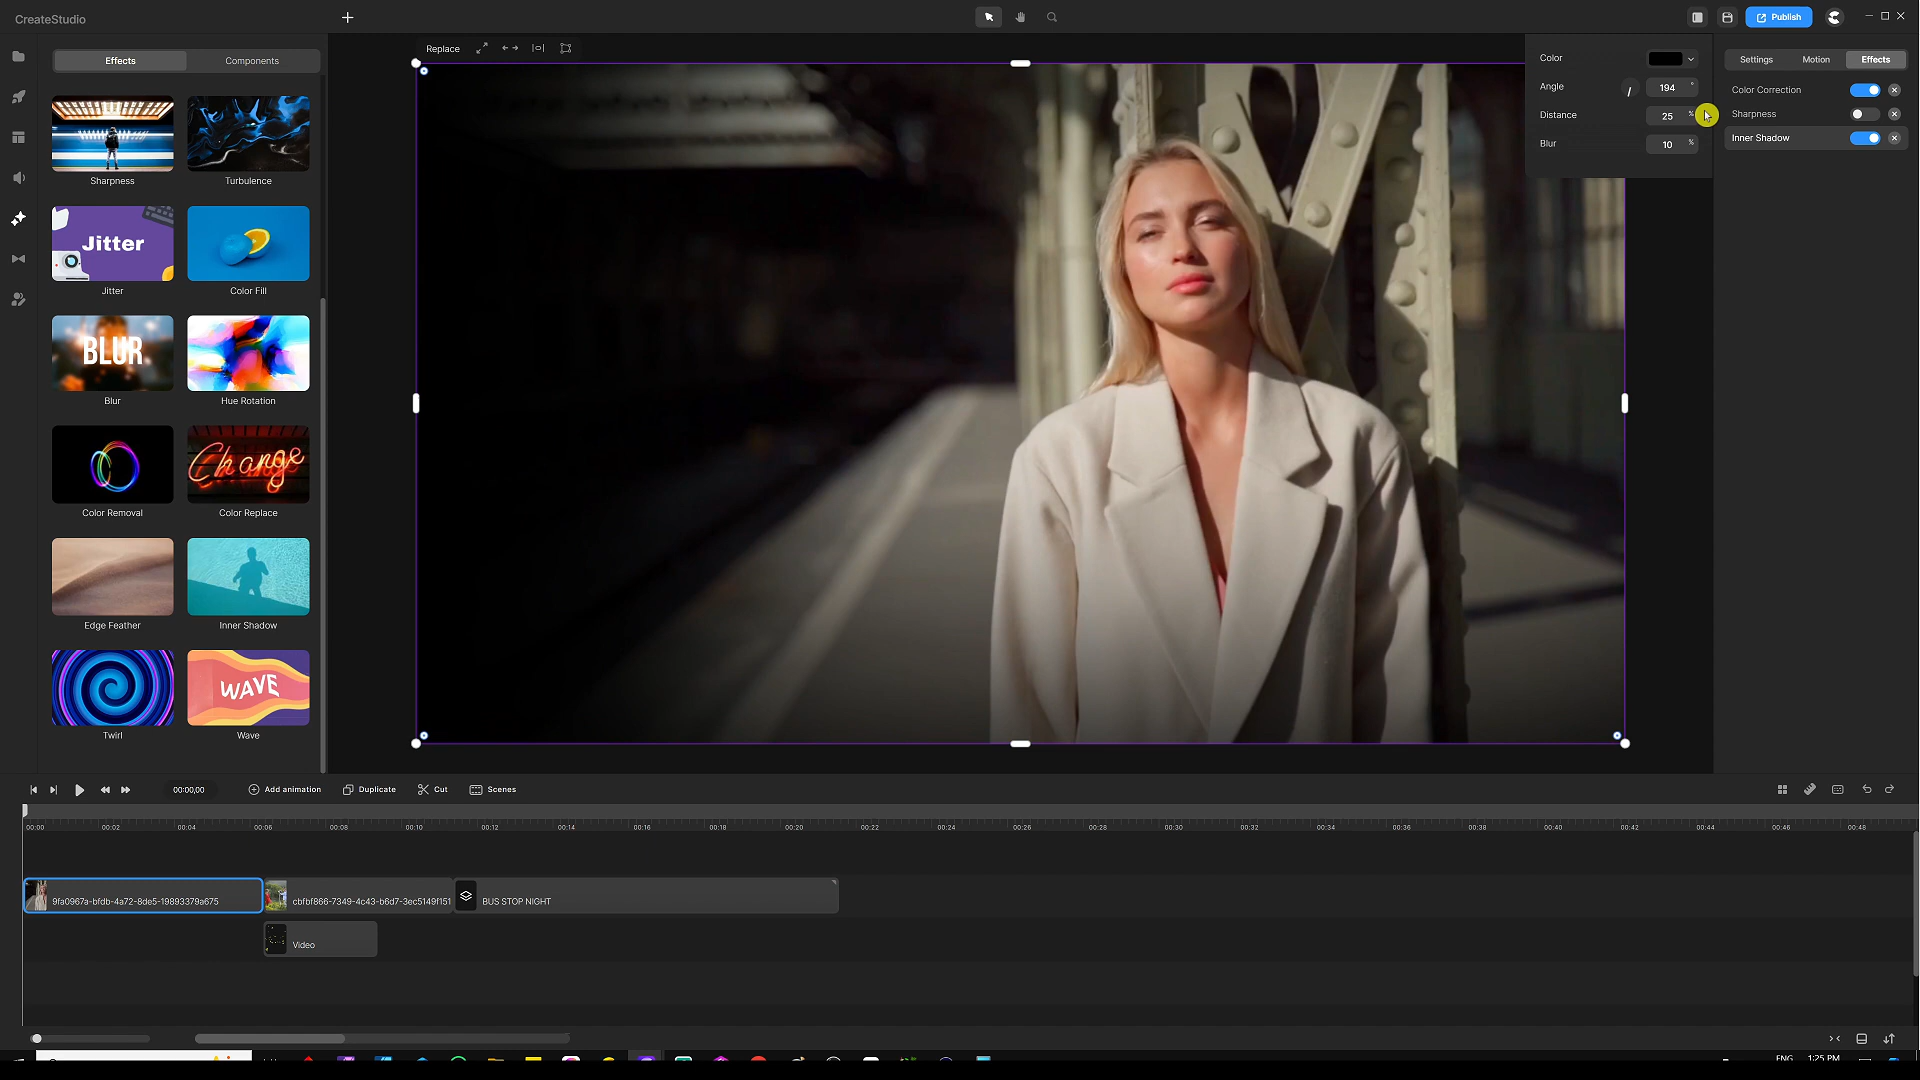 CreateStudio
Publish
Effects
Components
Replace
Color
Angle
194
°
Distance
25
%
Blur
10
%
Settings
Motion
Effects
Color Correction
Sharpness
Inner Shadow
Sharpness
Turbulence
Jitter
Jitter
Color Fill
BLUR
Blur
Hue Rotation
Change
Color Removal
Color Replace
Edge Feather
Inner Shadow
WAVE
Twirl
Wave
00:00,00
Add animation
Duplicate
Cut
Scenes
00:00
00:02
00:04
00:06
00:08
00:10
00:12
00:14
00:16
00:18
00:20
00:22
00:24
00:26
00:28
00:30
00:32
00:34
00:36
00:38
00:40
00:42
00:44
00:46
00:48
9fa0967a-bfdb-4a72-8de5-19893379a675
cbfbf866-7349-4c43-b6d7-3ec5149f151
BUS STOP NIGHT
Video
ENG
1:25 PM